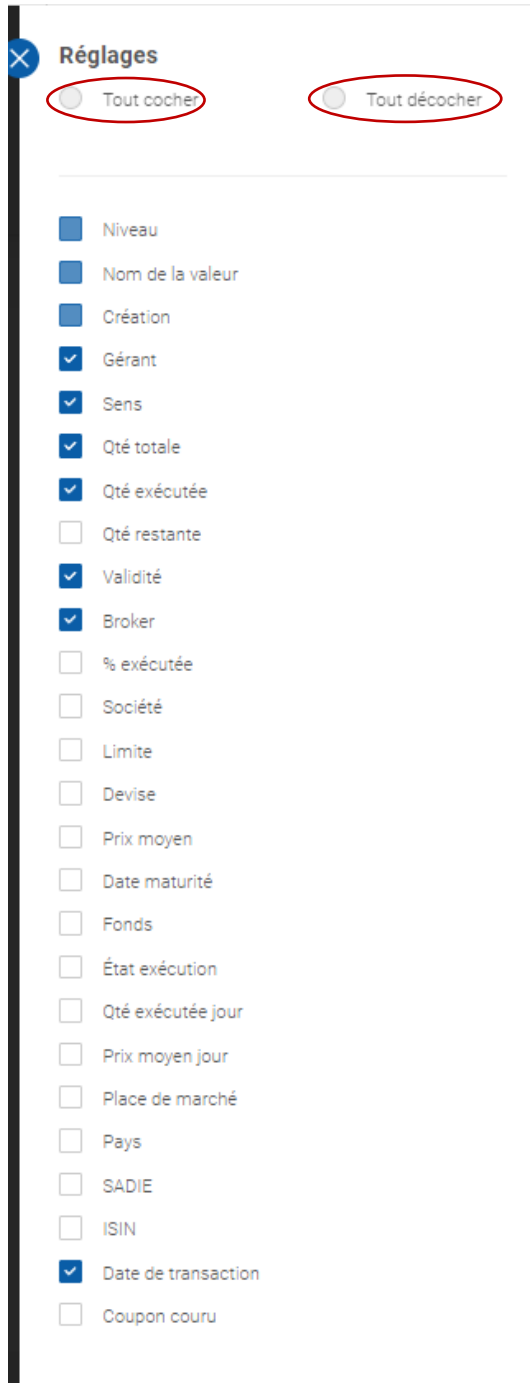 Réglages
Tout cocher Tout décocher
Niveau
Nom de la valeur
Création
Gérant
Sens
Qté totale
Qté exécutée
Qté restante
Validité
Broker
% exécutée
Société
Limite
Devise
Prix moyen
Date maturité
Fonds
État exécution
Qté exécutée jour
Prix moyen jour
Place de marché
Pays
SADIE
ISIN
Date de transaction
Coupon couru